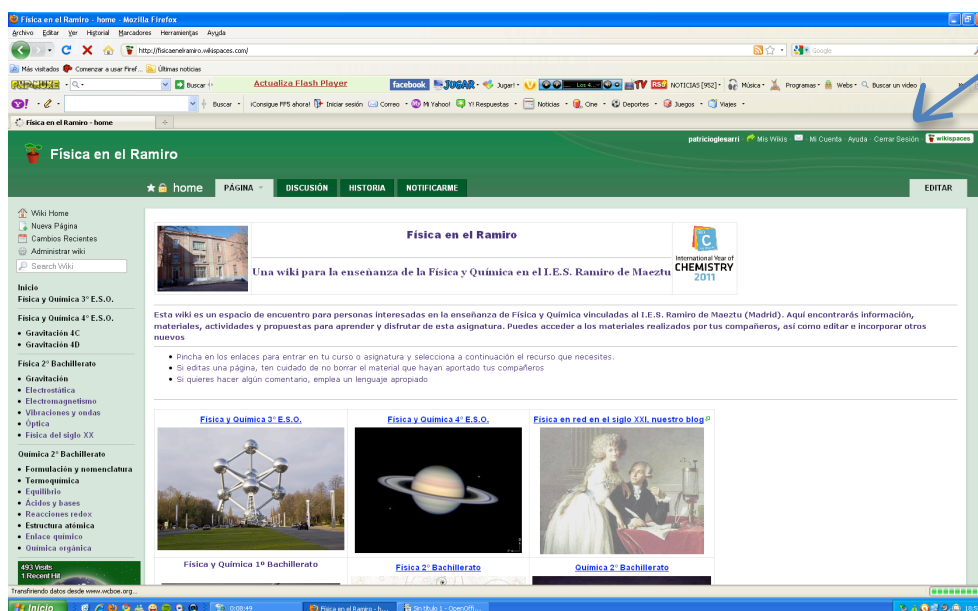 Física en el Ramiro - home - Mozilla Firefox
Archivo Editar Ver Historial Marcadores Herramientas Ayuda
http://fisicaenelramiro.wikispaces.com/
Google
Más visitados Comenzar a usar Firef... Últimas noticias
Buscar Actualiza Flash Player facebook JUGAR Jugar! TV RSS NOTICIAS [952] Música Programas Webs Buscar un video
Buscar ¡Consigue FF5 ahora! Iniciar sesión Correo Mi Yahoo! Y! Respuestas Noticias Cine Deportes Juegos Viajes
Física en el Ramiro - home
patricioglesarri Mis Wikis Mi Cuenta Ayuda Cerrar Sesión wikispaces
Física en el Ramiro
home PÁGINA DISCUSIÓN HISTORIA NOTIFICARME EDITAR
Wiki Home
Nueva Página
Cambios Recientes
Administrar wiki
Search Wiki
Inicio
Física y Química 3º E.S.O.
Física y Química 4º E.S.O.
• Gravitación 4C
• Gravitación 4D
Física 2º Bachillerato
• Gravitación
• Electrostática
• Electromagnetismo
• Vibraciones y ondas
• Óptica
• Física del siglo XX
Química 2º Bachillerato
• Formulación y nomenclatura
• Termoquímica
• Equilibrio
• Ácidos y bases
• Reacciones redox
• Estructura atómica
• Enlace químico
• Química orgánica
493 Visits
1 Recent Hit
Física en el Ramiro
Una wiki para la enseñanza de la Física y Química en el I.E.S. Ramiro de Maeztu
C
International Year of
CHEMISTRY
2011
Esta wiki es un espacio de encuentro para personas interesadas en la enseñanza de Física y Química vinculadas al I.E.S. Ramiro de Maeztu (Madrid). Aquí encontrarás información,
materiales, actividades y propuestas para aprender y disfrutar de esta asignatura. Puedes acceder a los materiales realizados por tus compañeros, así como editar e incorporar otros
nuevos
• Pincha en los enlaces para entrar en tu curso o asignatura y selecciona a continuación el recurso que necesites.
• Si editas una página, ten cuidado de no borrar el material que hayan aportado tus compañeros
• Si quieres hacer algún comentario, emplea un lenguaje apropiado
Física y Química 3º E.S.O. Física y Química 4º E.S.O. Física en red en el siglo XXI, nuestro blog
Física y Química 1º Bachillerato Física 2º Bachillerato Química 2º Bachillerato
Transfiriendo datos desde www.wcboe.org...
Inicio 0:08:49 Física en el Ramiro - h... Sin título 1 - OpenOffi...